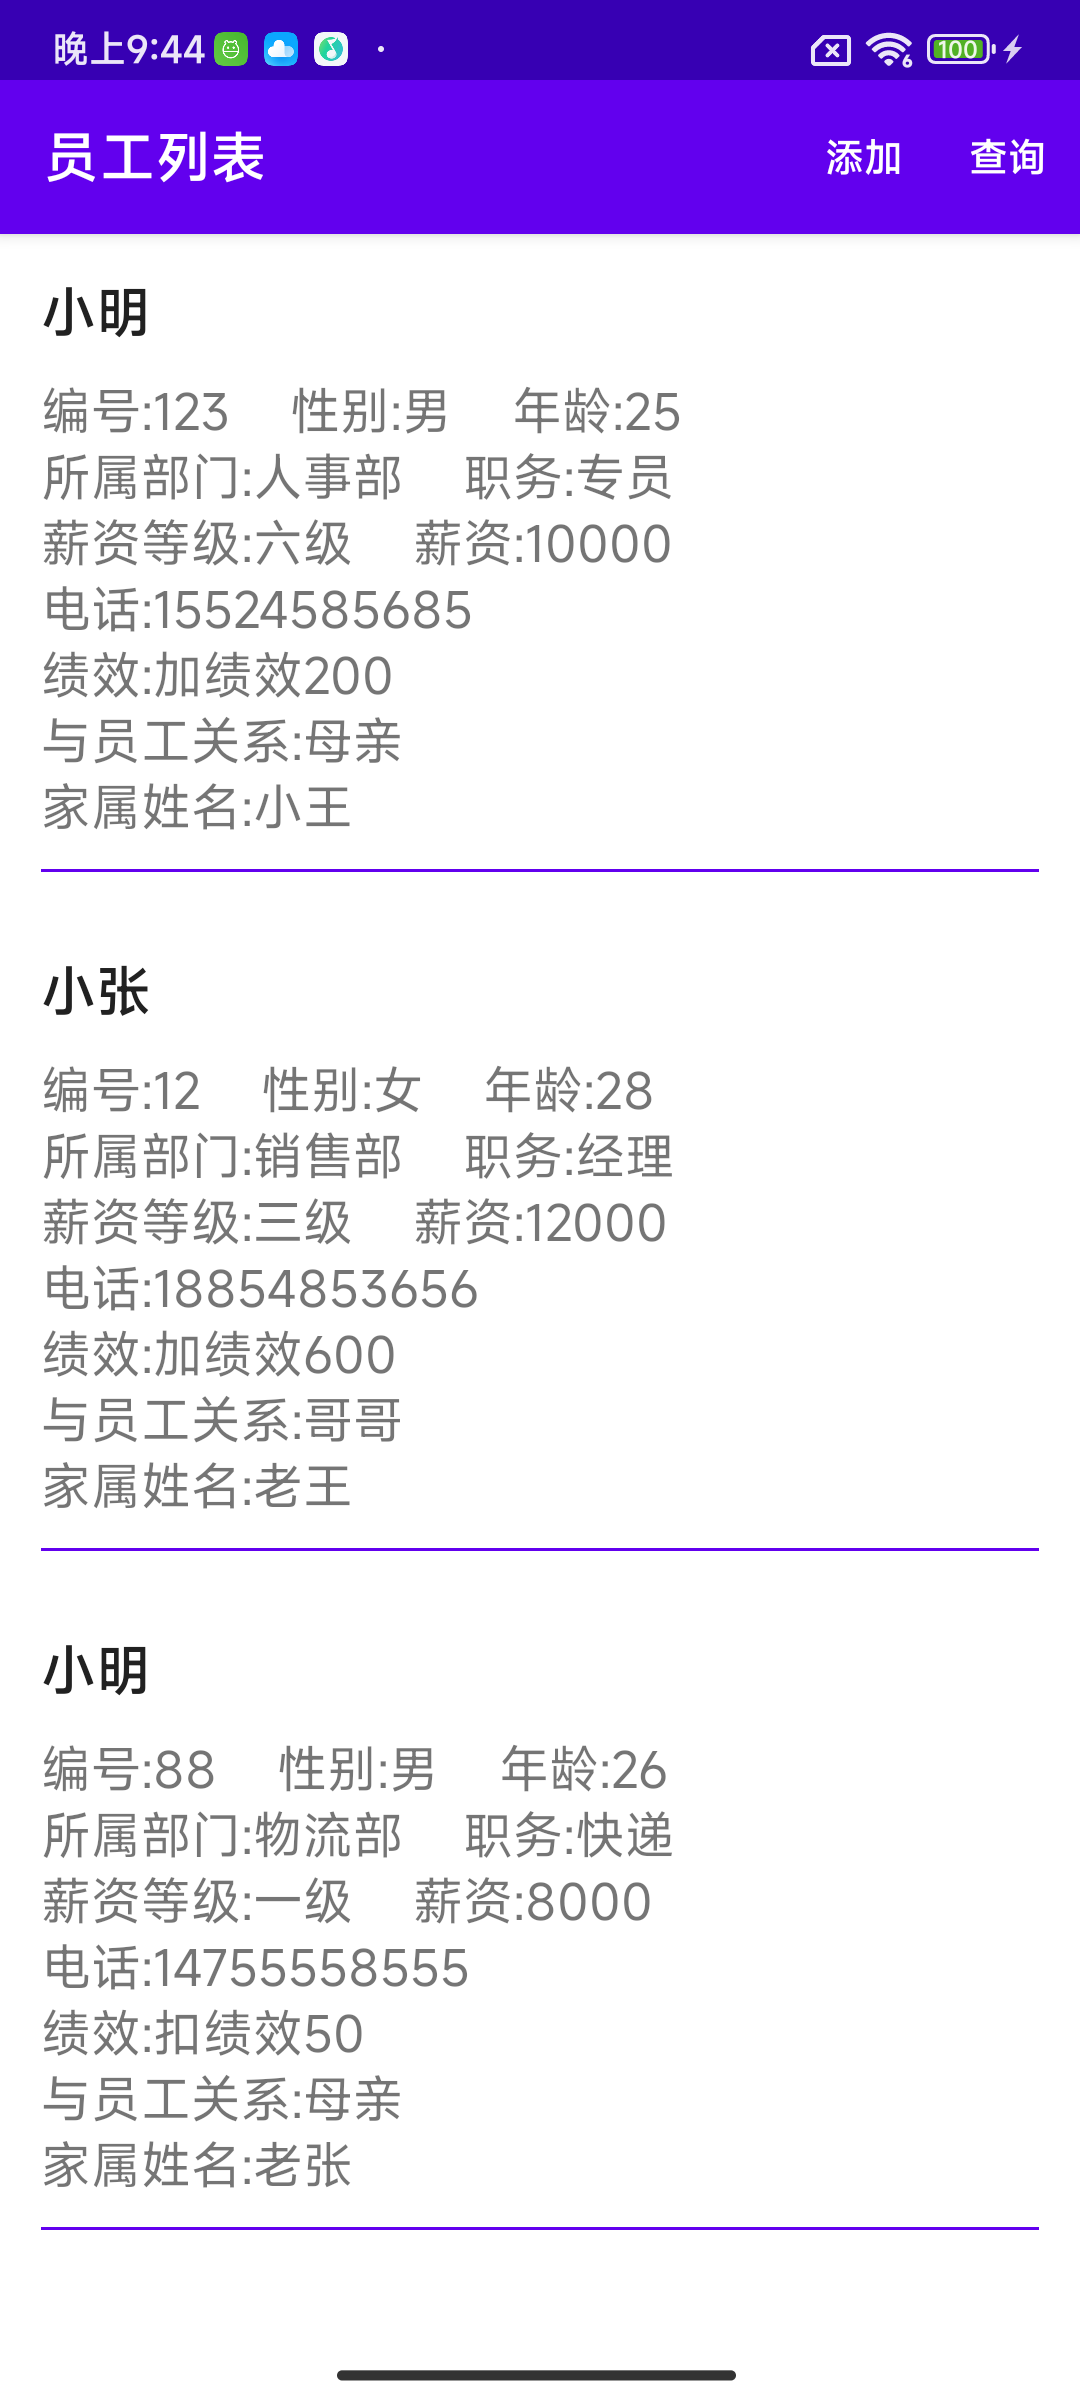 晚上9:44
100
员工列表 添加 查询
小明
编号:123 性别:男 年龄:25
所属部门:人事部 职务:专员
薪资等级:六级 薪资:10000
电话:15524585685
绩效:加绩效200
与员工关系:母亲
家属姓名:小王
小张
编号:12 性别:女 年龄:28
所属部门:销售部 职务:经理
薪资等级:三级 薪资:12000
电话:18854853656
绩效:加绩效600
与员工关系:哥哥
家属姓名:老王
小明
编号:88 性别:男 年龄:26
所属部门:物流部 职务:快递
薪资等级:一级 薪资:8000
电话:14755558555
绩效:扣绩效50
与员工关系:母亲
家属姓名:老张